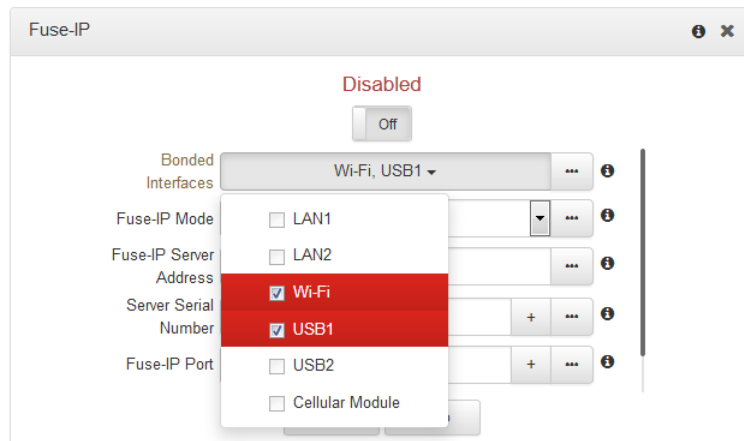 Fuse-IP
Disabled
Off
Bonded Interfaces
Wi-Fi, USB1
LAN1
Fuse-IP Mode
LAN2
Fuse-IP Server Address
Wi-Fi
Server Serial Number
+
USB1
Fuse-IP Port
+
USB2
Cellular Module